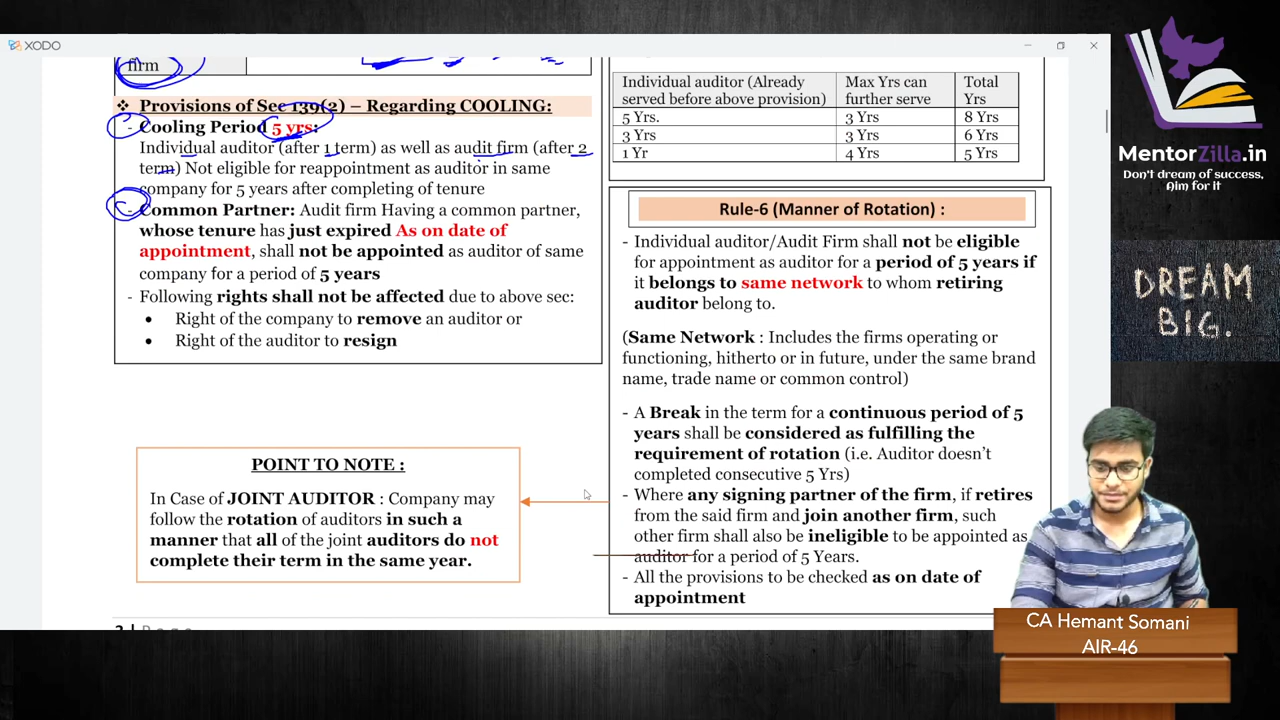 XODO
firm
❖ Provisions of Sec 139(2) – Regarding COOLING:
- Cooling Period 5 yrs:
Individual auditor (after 1 term) as well as audit firm (after 2
term) Not eligible for reappointment as auditor in same
company for 5 years after completing of tenure
- Common Partner: Audit firm Having a common partner,
whose tenure has just expired As on date of
appointment, shall not be appointed as auditor of same
company for a period of 5 years
- Following rights shall not be affected due to above sec:
• Right of the company to remove an auditor or
• Right of the auditor to resign
POINT TO NOTE :
In Case of JOINT AUDITOR : Company may
follow the rotation of auditors in such a
manner that all of the joint auditors do not
complete their term in the same year.
Individual auditor (Already served before above provision) Max Yrs can further serve Total Yrs
5 Yrs. 3 Yrs 8 Yrs
3 Yrs 3 Yrs 6 Yrs
1 Yr 4 Yrs 5 Yrs
Rule-6 (Manner of Rotation) :
- Individual auditor/Audit Firm shall not be eligible
for appointment as auditor for a period of 5 years if
it belongs to same network to whom retiring
auditor belong to.
(Same Network : Includes the firms operating or
functioning, hitherto or in future, under the same brand
name, trade name or common control)
- A Break in the term for a continuous period of 5
years shall be considered as fulfilling the
requirement of rotation (i.e. Auditor doesn't
completed consecutive 5 Yrs)
- Where any signing partner of the firm, if retires
from the said firm and join another firm, such
other firm shall also be ineligible to be appointed as
auditor for a period of 5 Years.
- All the provisions to be checked as on date of
appointment
MentorZilla.in
Don't dream of success,
Aim for it
DREAM
BIG.
CA Hemant Somani
AIR-46